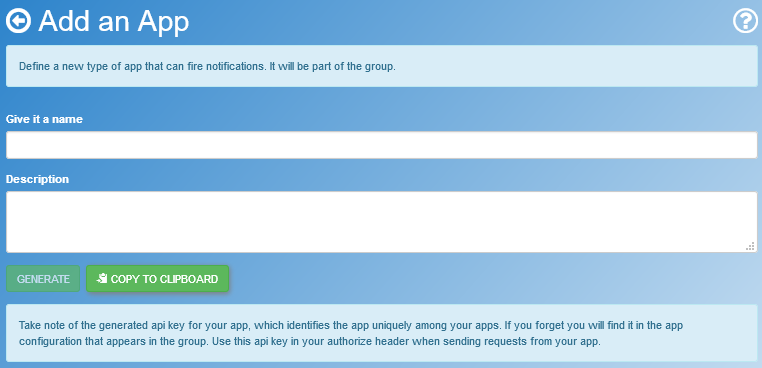 Add an App
Define a new type of app that can fire notifications. It will be part of the group.
Give it a name
Description
GENERATE
COPY TO CLIPBOARD
Take note of the generated api key for your app, which identifies the app uniquely among your apps. If you forget you will find it in the app
configuration that appears in the group. Use this api key in your authorize header when sending requests from your app.